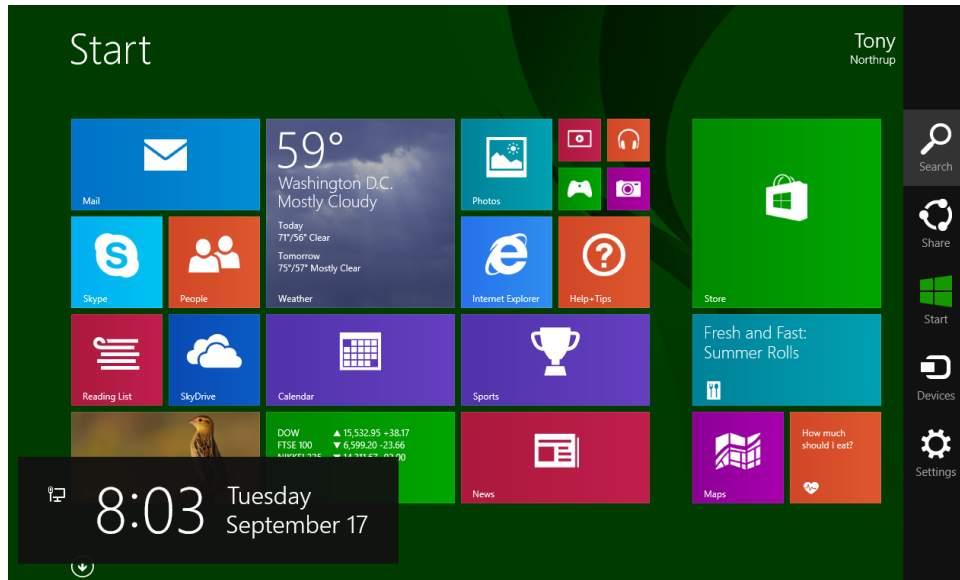 Start
Tony
Northrup
Mail
59°
Washington D.C.
Mostly Cloudy
Today
71°/56° Clear
Tomorrow
75°/57° Mostly Clear
Weather
Photos
Skype
People
Internet Explorer
Help+Tips
Store
Reading List
SkyDrive
Calendar
Sports
Fresh and Fast:
Summer Rolls
DOW ▲ 15,532.95 +38.17
FTSE 100 ▼ 6,599.20 -23.66
News
Maps
How much
should I eat?
8:03
Tuesday
September 17
Search
Share
Start
Devices
Settings